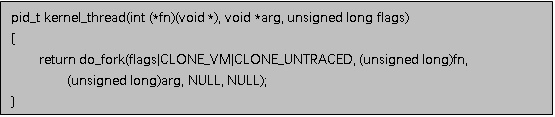 pid_t kernel_thread(int (*fn)(void *), void *arg, unsigned long flags)
{
return do_fork(flags|CLONE_VM|CLONE_UNTRACED, (unsigned long)fn,
(unsigned long)arg, NULL, NULL);
}